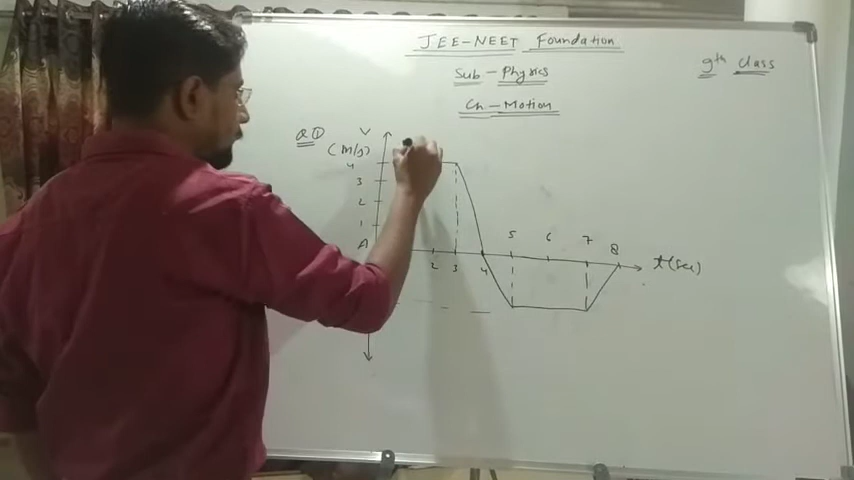 JEE-NEET Foundation
Sub - Physics
9th Class
Ch - Motion
Q①
V
(M/s)
4
3
2
1
A
2 3 4 5 6 7 8
t(Sec)